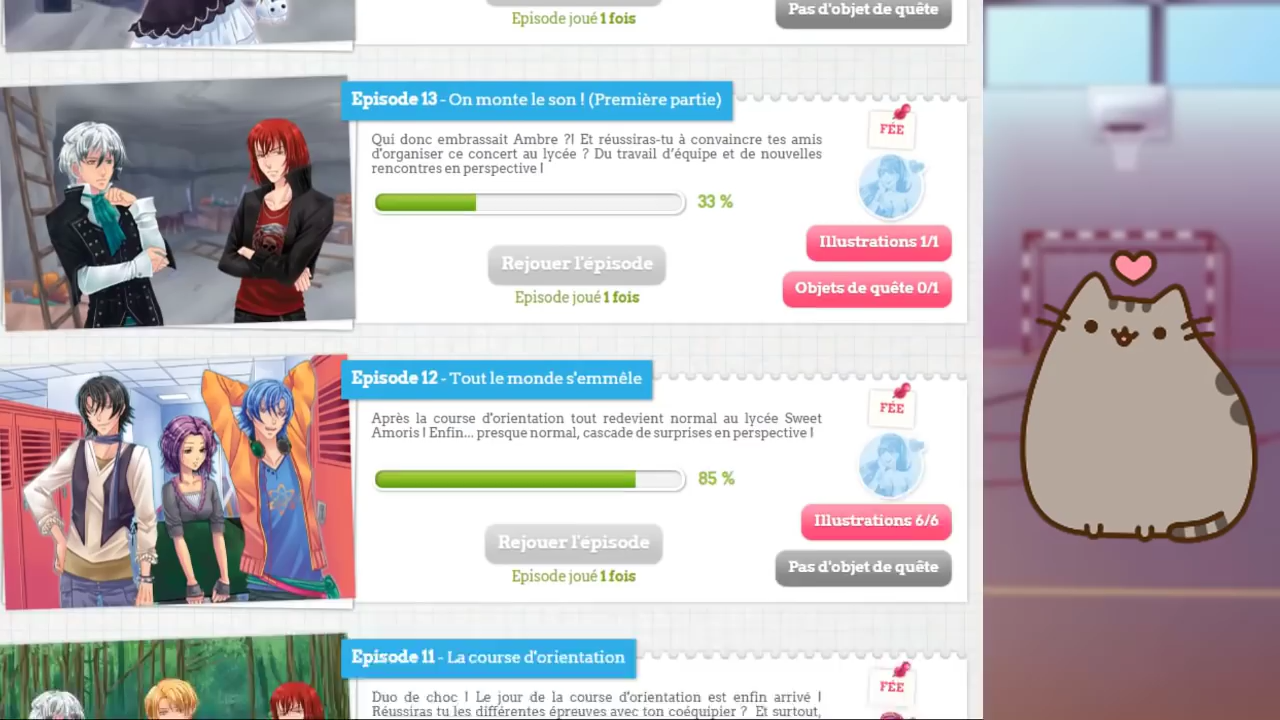 Episode joué 1 fois
Pas d'objet de quête
Episode 13 - On monte le son ! (Première partie)
Qui donc embrassait Ambre ?! Et réussiras-tu à convaincre tes amis
d'organiser ce concert au lycée ? Du travail d'équipe et de nouvelles
rencontres en perspective !
33 %
Rejouer l'épisode
Episode joué 1 fois
FÉE
Illustrations 1/1
Objets de quête 0/1
Episode 12 - Tout le monde s'emmêle
Après la course d'orientation tout redevient normal au lycée Sweet
Amoris ! Enfin... presque normal, cascade de surprises en perspective !
85 %
Rejouer l'épisode
Episode joué 1 fois
FÉE
Illustrations 6/6
Pas d'objet de quête
Episode 11 - La course d'orientation
Duo de choc ! Le jour de la course d'orientation est enfin arrivé !
Réussiras tu les différentes épreuves avec ton coéquipier ? Et surtout,
FÉE